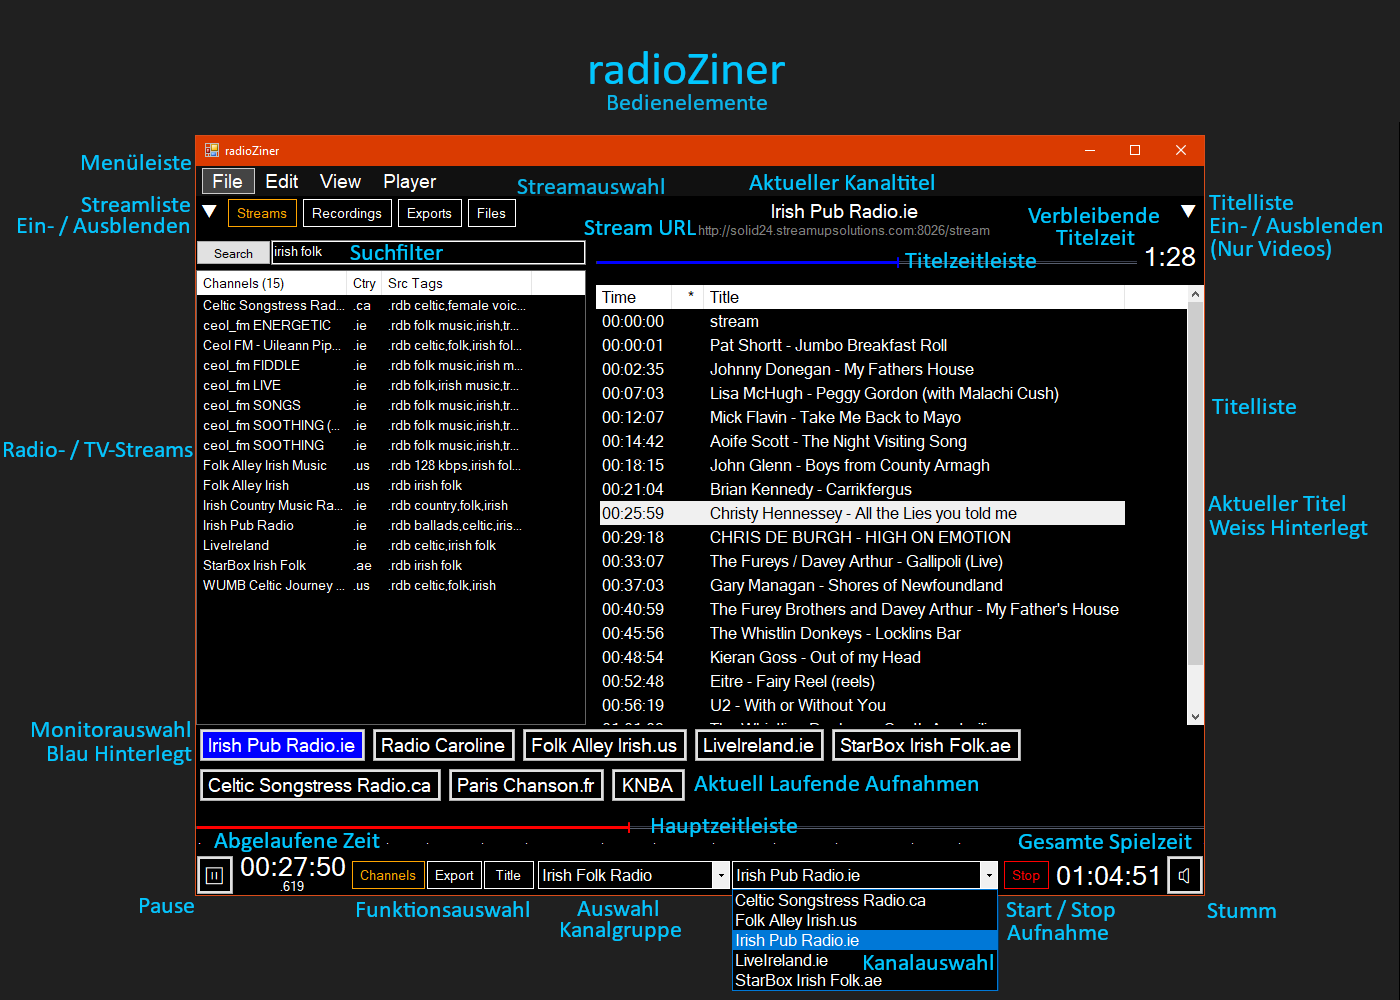 radioZiner
Bedienelemente
radioZiner
Menüleiste
File Edit View Player
Streamauswahl
Aktueller Kanaltitel
Streamliste
Ein- / Ausblenden
Streams Recordings Exports Files
Irish Pub Radio.ie
Stream URL http://solid24.streamupsolutions.com:8026/stream
Verbleibende
Titelzeit
1:28
Titelliste
Ein- / Ausblenden
(Nur Videos)
Search irish folk Suchfilter
Titelzeitleiste
Channels (15) Ctry Src Tags
Celtic Songstress Rad... .ca .rdb celtic,female voic...
ceol_fm ENERGETIC .ie .rdb folk music,irish,tr...
Ceol FM - Uileann Pip... .ie .rdb celtic,folk,irish fol...
ceol_fm FIDDLE .ie .rdb folk music,irish m...
ceol_fm LIVE .ie .rdb folk,irish music,tr...
ceol_fm SONGS .ie .rdb folk music,irish,tr...
ceol_fm SOOTHING (... .ie .rdb folk music,irish,tr...
ceol_fm SOOTHING .ie .rdb folk music,irish,tr...
Folk Alley Irish Music .us .rdb 128 kbps,irish fol...
Folk Alley Irish .us .rdb irish folk
Irish Country Music Ra... .ie .rdb country,folk,irish
Irish Pub Radio .ie .rdb ballads,celtic,iris...
LiveIreland .ie .rdb celtic,irish folk
StarBox Irish Folk .ae .rdb irish folk
WUMB Celtic Journey ... .us .rdb celtic,folk,irish
Radio- / TV-Streams
Time * Title
00:00:00 stream
00:00:01 Pat Shortt - Jumbo Breakfast Roll
00:02:35 Johnny Donegan - My Fathers House
00:07:03 Lisa McHugh - Peggy Gordon (with Malachi Cush)
00:12:07 Mick Flavin - Take Me Back to Mayo
00:14:42 Aoife Scott - The Night Visiting Song
00:18:15 John Glenn - Boys from County Armagh
00:21:04 Brian Kennedy - Carrikfergus
00:25:59 Christy Hennessey - All the Lies you told me
00:29:18 CHRIS DE BURGH - HIGH ON EMOTION
00:33:07 The Fureys / Davey Arthur - Gallipoli (Live)
00:37:03 Gary Managan - Shores of Newfoundland
00:40:59 The Furey Brothers and Davey Arthur - My Father's House
00:45:56 The Whistlin Donkeys - Locklins Bar
00:48:54 Kieran Goss - Out of my Head
00:52:48 Eitre - Fairy Reel (reels)
00:56:19 U2 - With or Without You
Titelliste
Aktueller Titel
Weiss Hinterlegt
Monitorauswahl
Blau Hinterlegt
Irish Pub Radio.ie Radio Caroline Folk Alley Irish.us LiveIreland.ie StarBox Irish Folk.ae
Celtic Songstress Radio.ca Paris Chanson.fr KNBA Aktuell Laufende Aufnahmen
Hauptzeitleiste
Abgelaufene Zeit
Gesamte Spielzeit
00:27:50
.619
Channels Export Title Irish Folk Radio Irish Pub Radio.ie Stop 01:04:51
Celtic Songstress Radio.ca
Folk Alley Irish.us
Irish Pub Radio.ie
LiveIreland.ie
StarBox Irish Folk.ae
Kanalauswahl
Pause
Funktionsauswahl
Auswahl
Kanalgruppe
Start / Stop
Aufnahme
Stumm